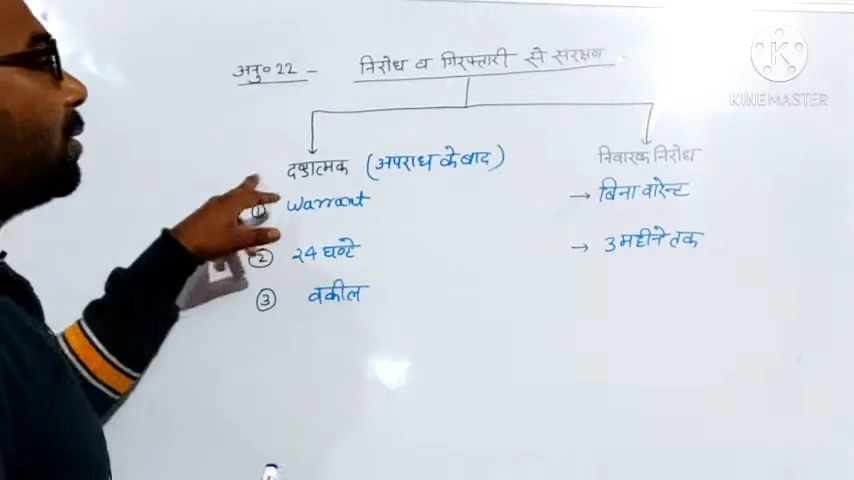 अनु० 22 - निरोध व गिरफ्तारी से संरक्षण
दण्डात्मक (अपराध के बाद)
① Warrant
② 24 घण्टे
③ वकील
निवारक निरोध
→ बिना वारेन्ट
→ 3 महीने तक
K
KINEMASTER